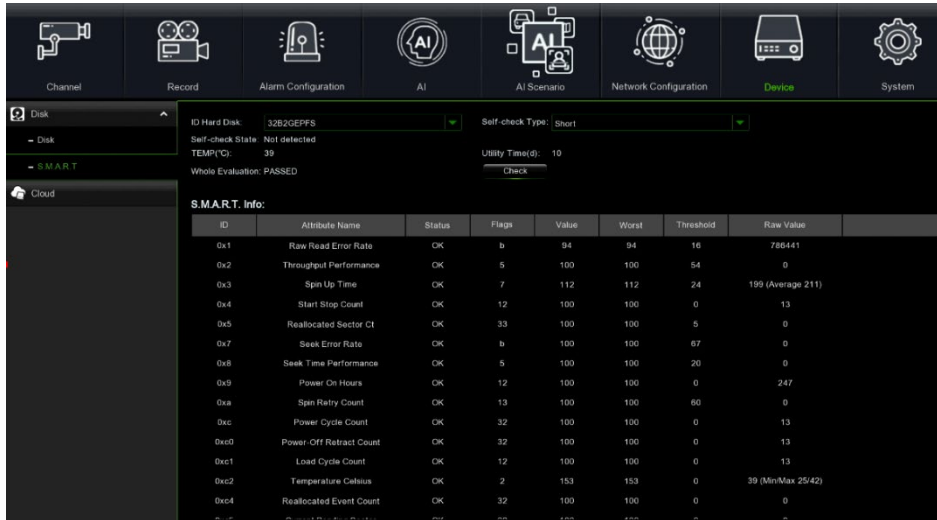 AI
AI
Channel Record Alarm Configuration AI AI Scenario Network Configuration Device System
Disk
Disk
S.M.A.R.T
Cloud
ID Hard Disk: 32B2GEPFS Self-check Type: Short
Self-check State: Not detected
TEMP(°C): 39 Utility Time(d): 10
Whole Evaluation: PASSED Check
S.M.A.R.T. Info:
ID Attribute Name Status Flags Value Worst Threshold Raw Value
0x1 Raw Read Error Rate OK b 94 94 16 786441
0x2 Throughput Performance OK 5 100 100 54 0
0x3 Spin Up Time OK 7 112 112 24 199 (Average 211)
0x4 Start Stop Count OK 12 100 100 0 13
0x5 Reallocated Sector Ct OK 33 100 100 5 0
0x7 Seek Error Rate OK b 100 100 67 0
0x8 Seek Time Performance OK 5 100 100 20 0
0x9 Power On Hours OK 12 100 100 0 247
0xa Spin Retry Count OK 13 100 100 60 0
0xc Power Cycle Count OK 32 100 100 0 13
0xc0 Power-Off Retract Count OK 32 100 100 0 13
0xc1 Load Cycle Count OK 12 100 100 0 13
0xc2 Temperature Celsius OK 2 153 153 0 39 (Min/Max 25/42)
0xc4 Reallocated Event Count OK 32 100 100 0 0